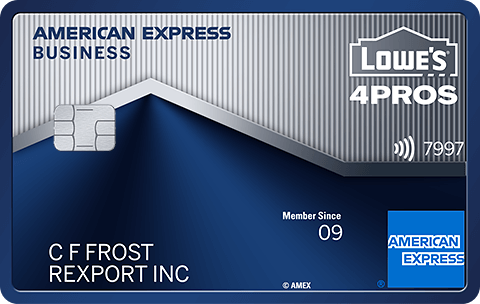 AMERICAN EXPRESS
BUSINESS
LOWE'S
4PROS
7997
Member Since
09
C F FROST
REXPORT INC
AMERICAN
EXPRESS
© AMEX
®